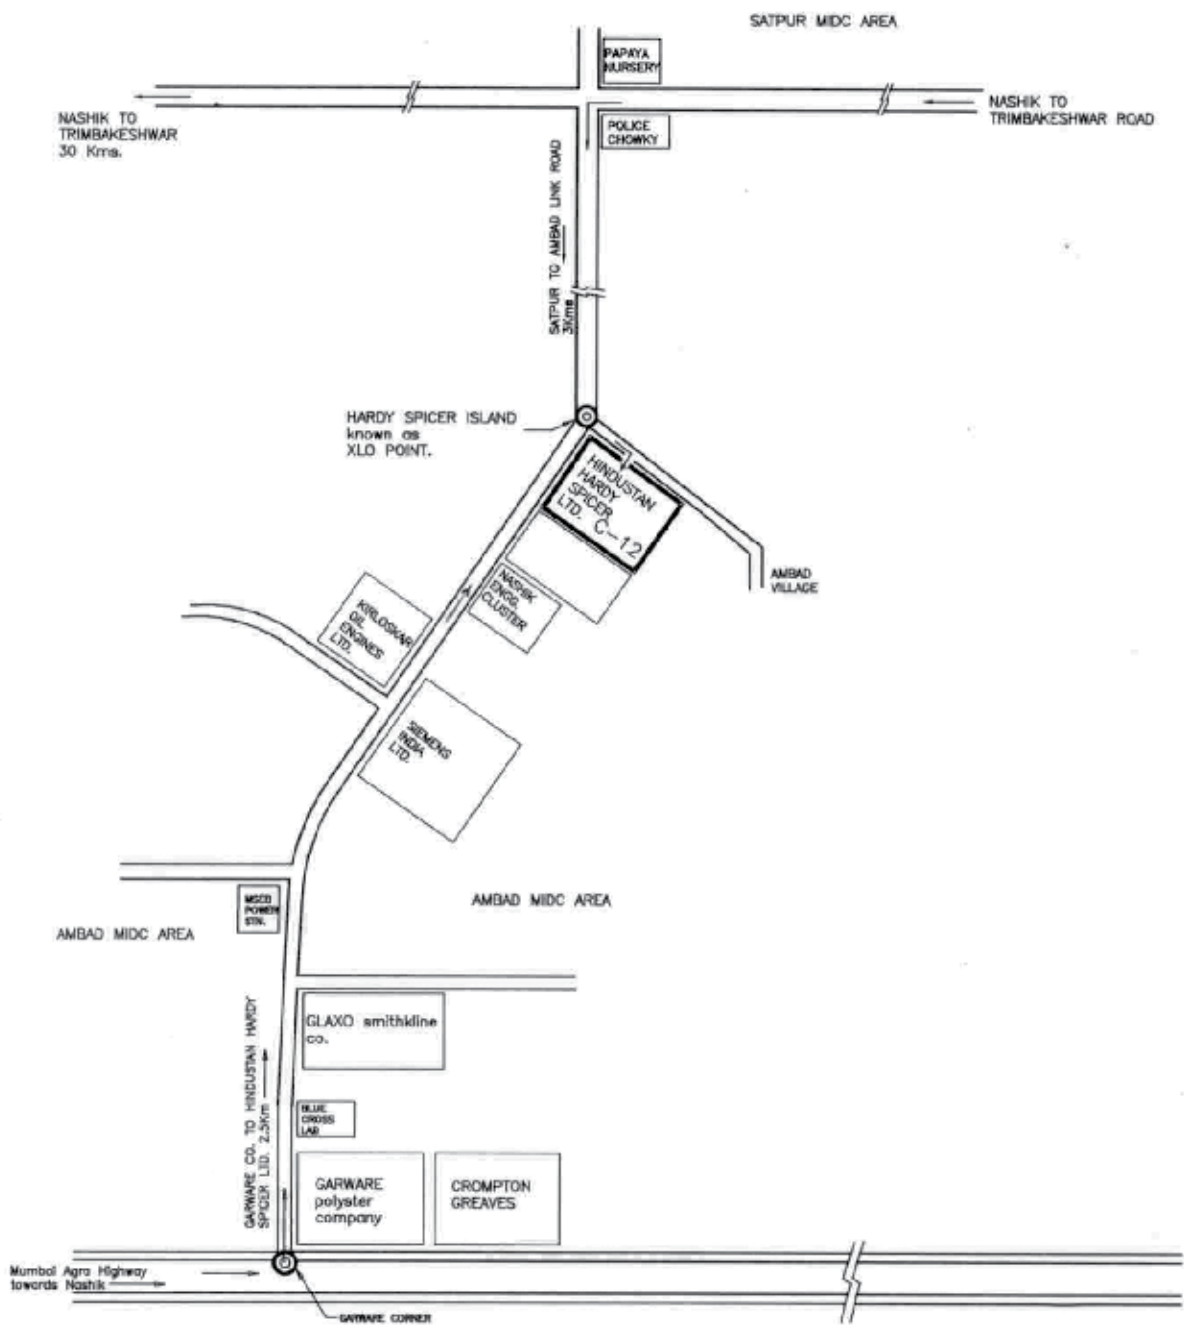 SATPUR MIDC AREA
PAPAYA
NURSERY
NASHIK TO
TRIMBAKESHWAR
30 Kms.
NASHIK TO
TRIMBAKESHWAR ROAD
POLICE
CHOWKY
SATPUR TO AMBAD LINK ROAD
3Kms
HARDY SPICER ISLAND
known as
XLO POINT.
HINDUSTAN
HARDY
SPICER
LTD. C-12
AMBAD
VILLAGE
NASHIK
ENGG.
CLUSTER
KIRLOSKAR
OIL
ENGINES
LTD.
SIEMENS
INDIA
LTD.
AMBAD MIDC AREA
MSCD
POWER
STN.
AMBAD MIDC AREA
GLAXO smithkline
co.
GARWARE CO. TO HINDUSTAN HARDY
SPICER LTD. 2.5Km
BLUE
CROSS
LAB
GARWARE
polyster
company
CROMPTON
GREAVES
Mumbai Agra Highway
towards Nashik
GARWARE CORNER